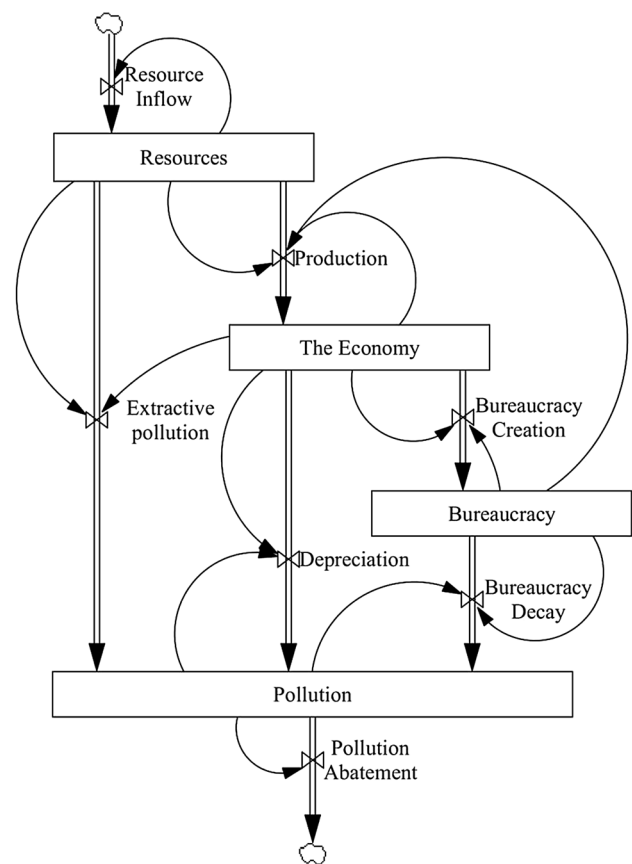 Resource
Inflow
Resources
Production
The Economy
Extractive
pollution
Bureaucracy
Creation
Bureaucracy
Depreciation
Bureaucracy
Decay
Pollution
Pollution
Abatement